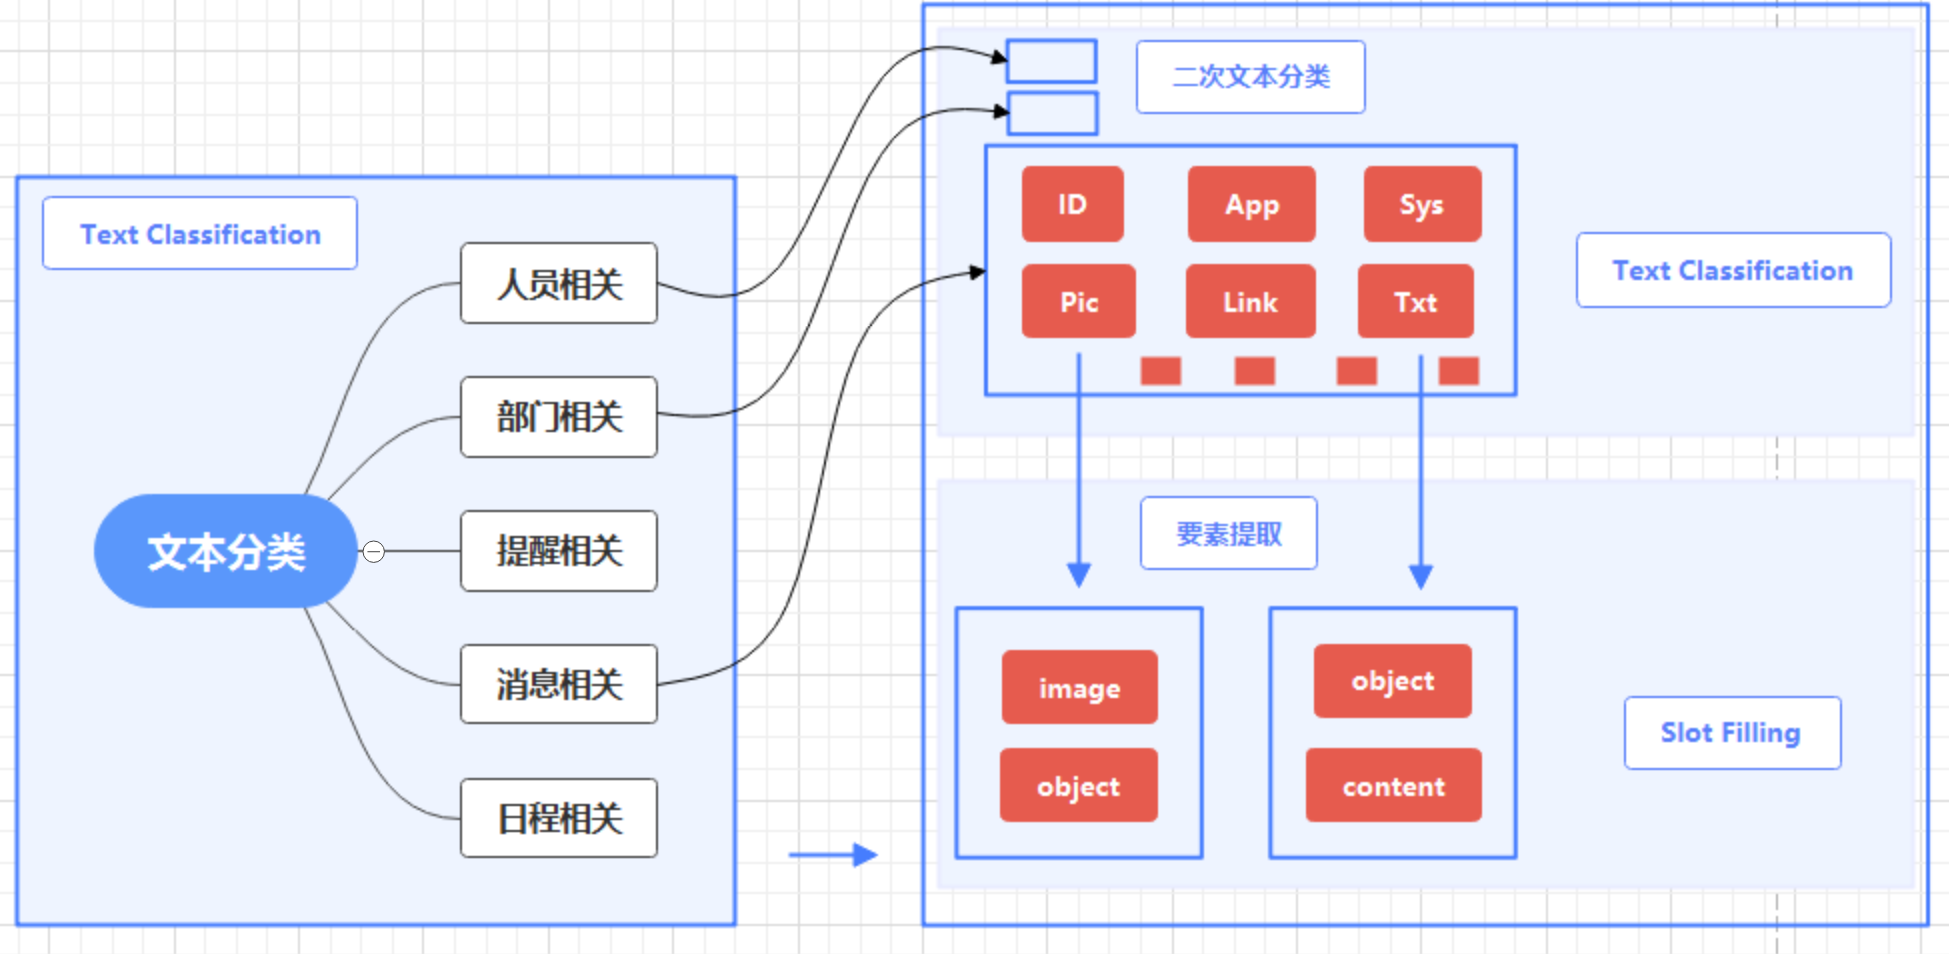 Text Classification
文本分类
人员相关
部门相关
提醒相关
消息相关
日程相关
二次文本分类
ID
App
Sys
Pic
Link
Txt
Text Classification
要素提取
image
object
object
content
Slot Filling